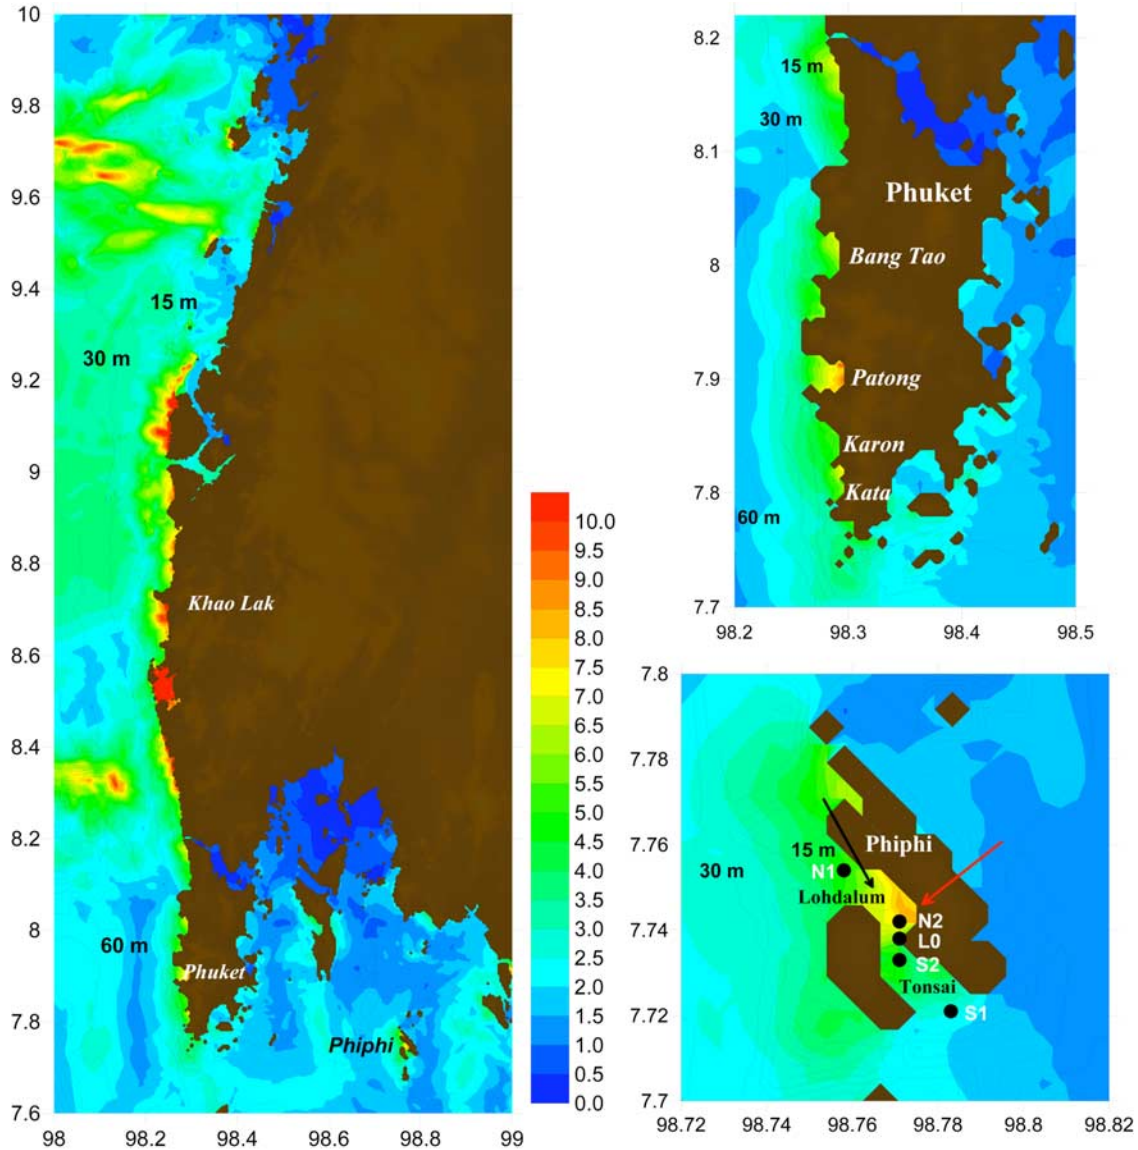 10
9.8
9.6
9.4
9.2
9
8.8
8.6
8.4
8.2
8
7.8
7.6
98
98.2
98.4
98.6
98.8
99
15 m
30 m
Khao Lak
60 m
Phuket
Phiphi
10.0
9.5
9.0
8.5
8.0
7.5
7.0
6.5
6.0
5.5
5.0
4.5
4.0
3.5
3.0
2.5
2.0
1.5
1.0
0.5
0.0
8.2
8.1
8
7.9
7.8
7.7
98.2
98.3
98.4
98.5
15 m
30 m
Phuket
Bang Tao
Patong
Karon
Kata
60 m
7.8
7.78
7.76
7.74
7.72
7.7
98.72
98.74
98.76
98.78
98.8
98.82
Phiphi
15 m
30 m
N1
Lohdalum
N2
L0
S2
Tonsai
S1